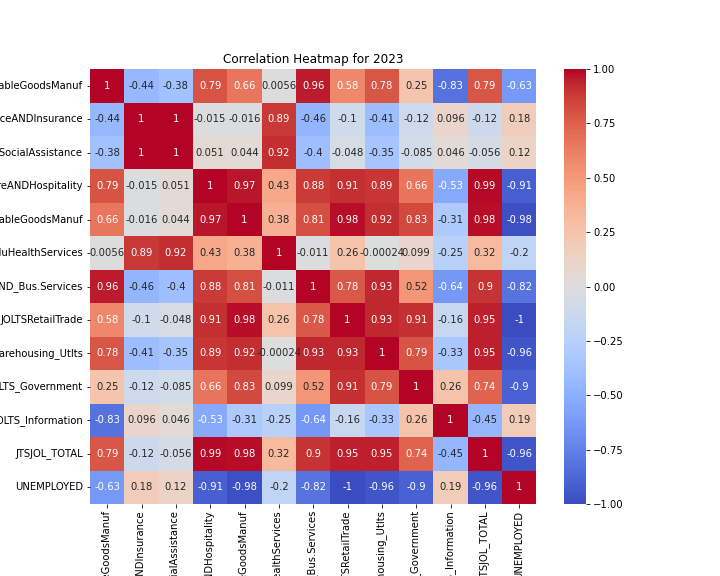 Correlation Heatmap for 2023
ableGoodsManuf 1 -0.44 -0.38 0.79 0.66 0.0056 0.96 0.58 0.78 0.25 -0.83 0.79 -0.63
ceANDInsurance -0.44 1 1 -0.015 -0.016 0.89 -0.46 -0.1 -0.41 -0.12 0.096 -0.12 0.18
SocialAssistance -0.38 1 1 0.051 0.044 0.92 -0.4 -0.048 -0.35 -0.085 0.046 -0.056 0.12
reANDHospitality 0.79 -0.015 0.051 1 0.97 0.43 0.88 0.91 0.89 0.66 -0.53 0.99 -0.91
ableGoodsManuf 0.66 -0.016 0.044 0.97 1 0.38 0.81 0.98 0.92 0.83 -0.31 0.98 -0.98
duHealthServices -0.0056 0.89 0.92 0.43 0.38 1 -0.011 0.26 -0.00024 0.099 -0.25 0.32 -0.2
ND_Bus.Services 0.96 -0.46 -0.4 0.88 0.81 -0.011 1 0.78 0.93 0.52 -0.64 0.9 -0.82
JOLTSRetailTrade 0.58 -0.1 -0.048 0.91 0.98 0.26 0.78 1 0.93 0.91 -0.16 0.95 -1
arehousing_Utlts 0.78 -0.41 -0.35 0.89 0.92 -0.00024 0.93 0.93 1 0.79 -0.33 0.95 -0.96
LTS_Government 0.25 -0.12 -0.085 0.66 0.83 0.099 0.52 0.91 0.79 1 0.26 0.74 -0.9
OLTS_Information -0.83 0.096 0.046 -0.53 -0.31 -0.25 -0.64 -0.16 -0.33 0.26 1 -0.45 0.19
JTSJOL_TOTAL 0.79 -0.12 -0.056 0.99 0.98 0.32 0.9 0.95 0.95 0.74 -0.45 1 -0.96
UNEMPLOYED -0.63 0.18 0.12 -0.91 -0.98 -0.2 -0.82 -1 -0.96 -0.9 0.19 -0.96 1
eGoodsManuf
NDInsurance
ialAssistance
NDHospitality
eGoodsManuf
ealthServices
_Bus.Services
SRetailTrade
housing_Utlts
_Government
_Information
TSJOL_TOTAL
UNEMPLOYED
1.00
0.75
0.50
0.25
0.00
−0.25
−0.50
−0.75
−1.00